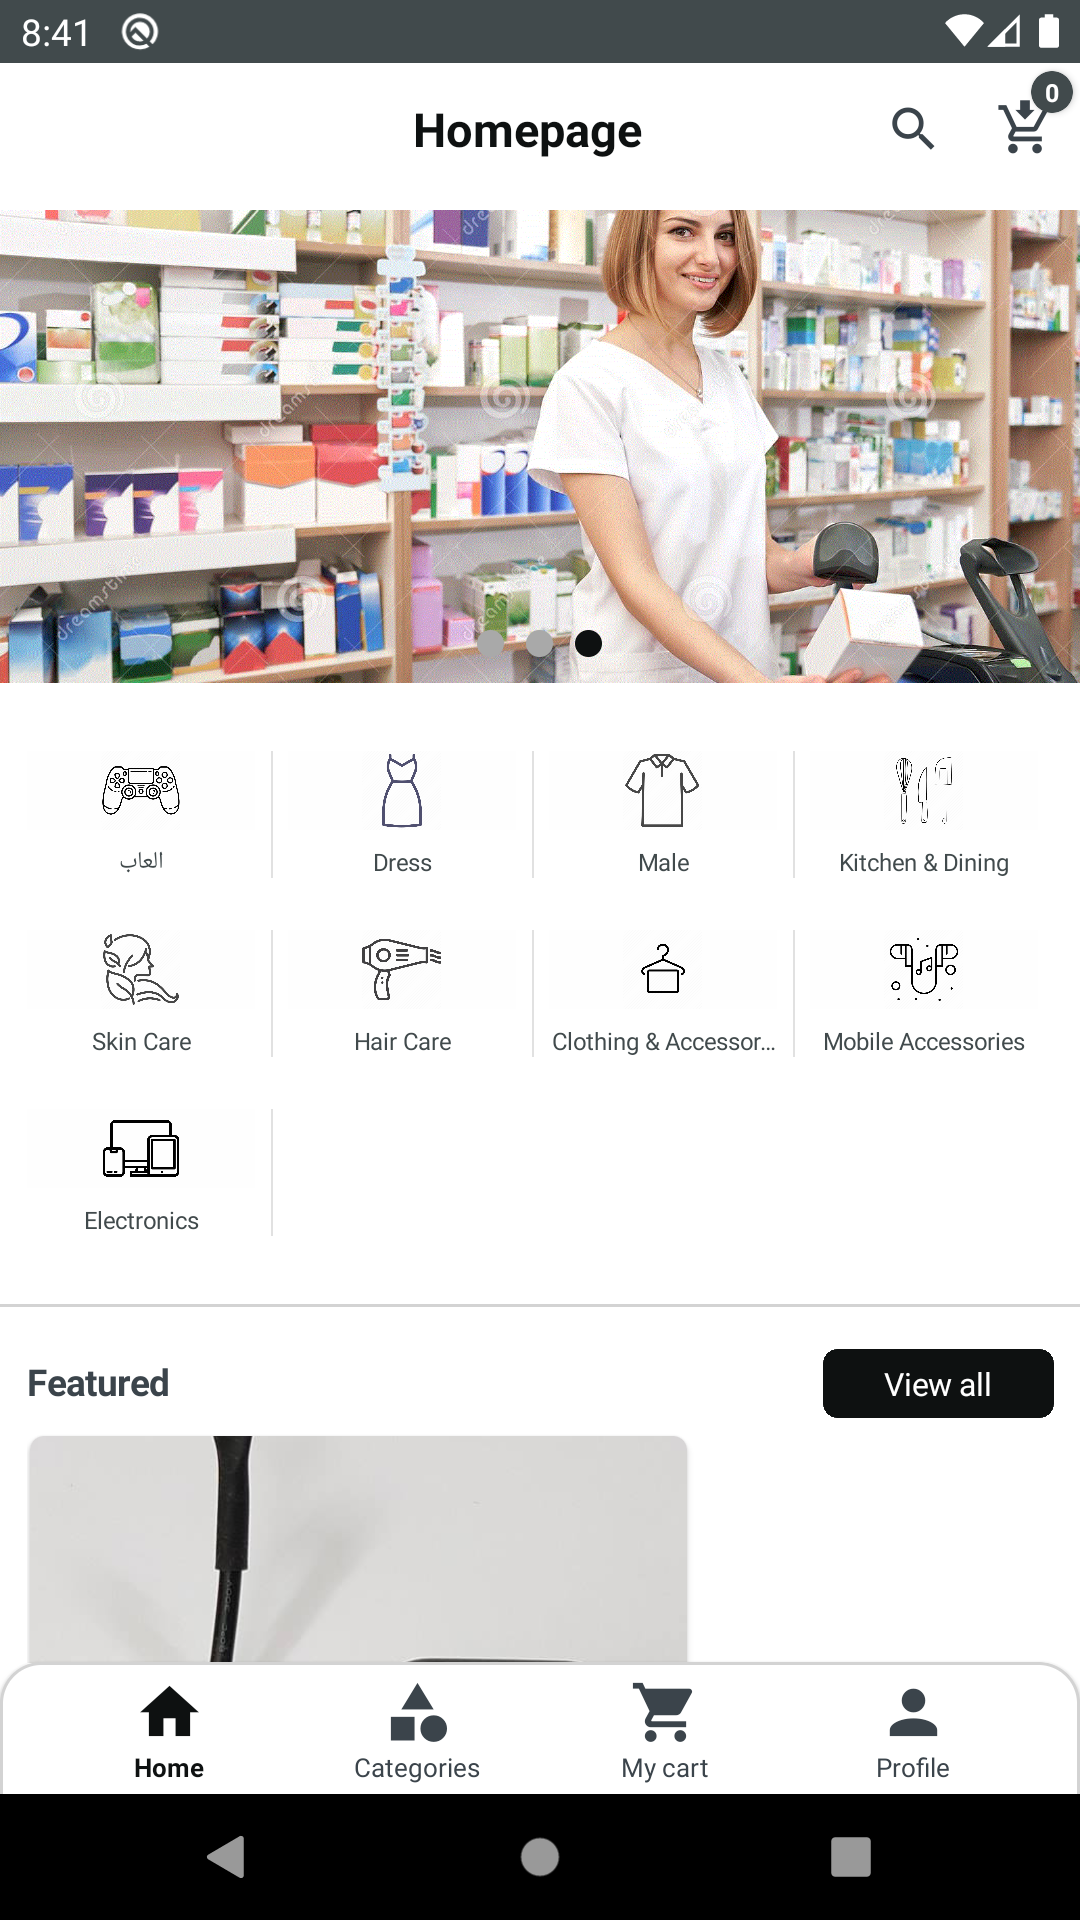 8:41
Homepage
0
dreamstime
العاب
Dress
Male
Kitchen & Dining
Skin Care
Hair Care
Clothing & Accessor...
Mobile Accessories
Electronics
Featured
View all
Home
Categories
My cart
Profile